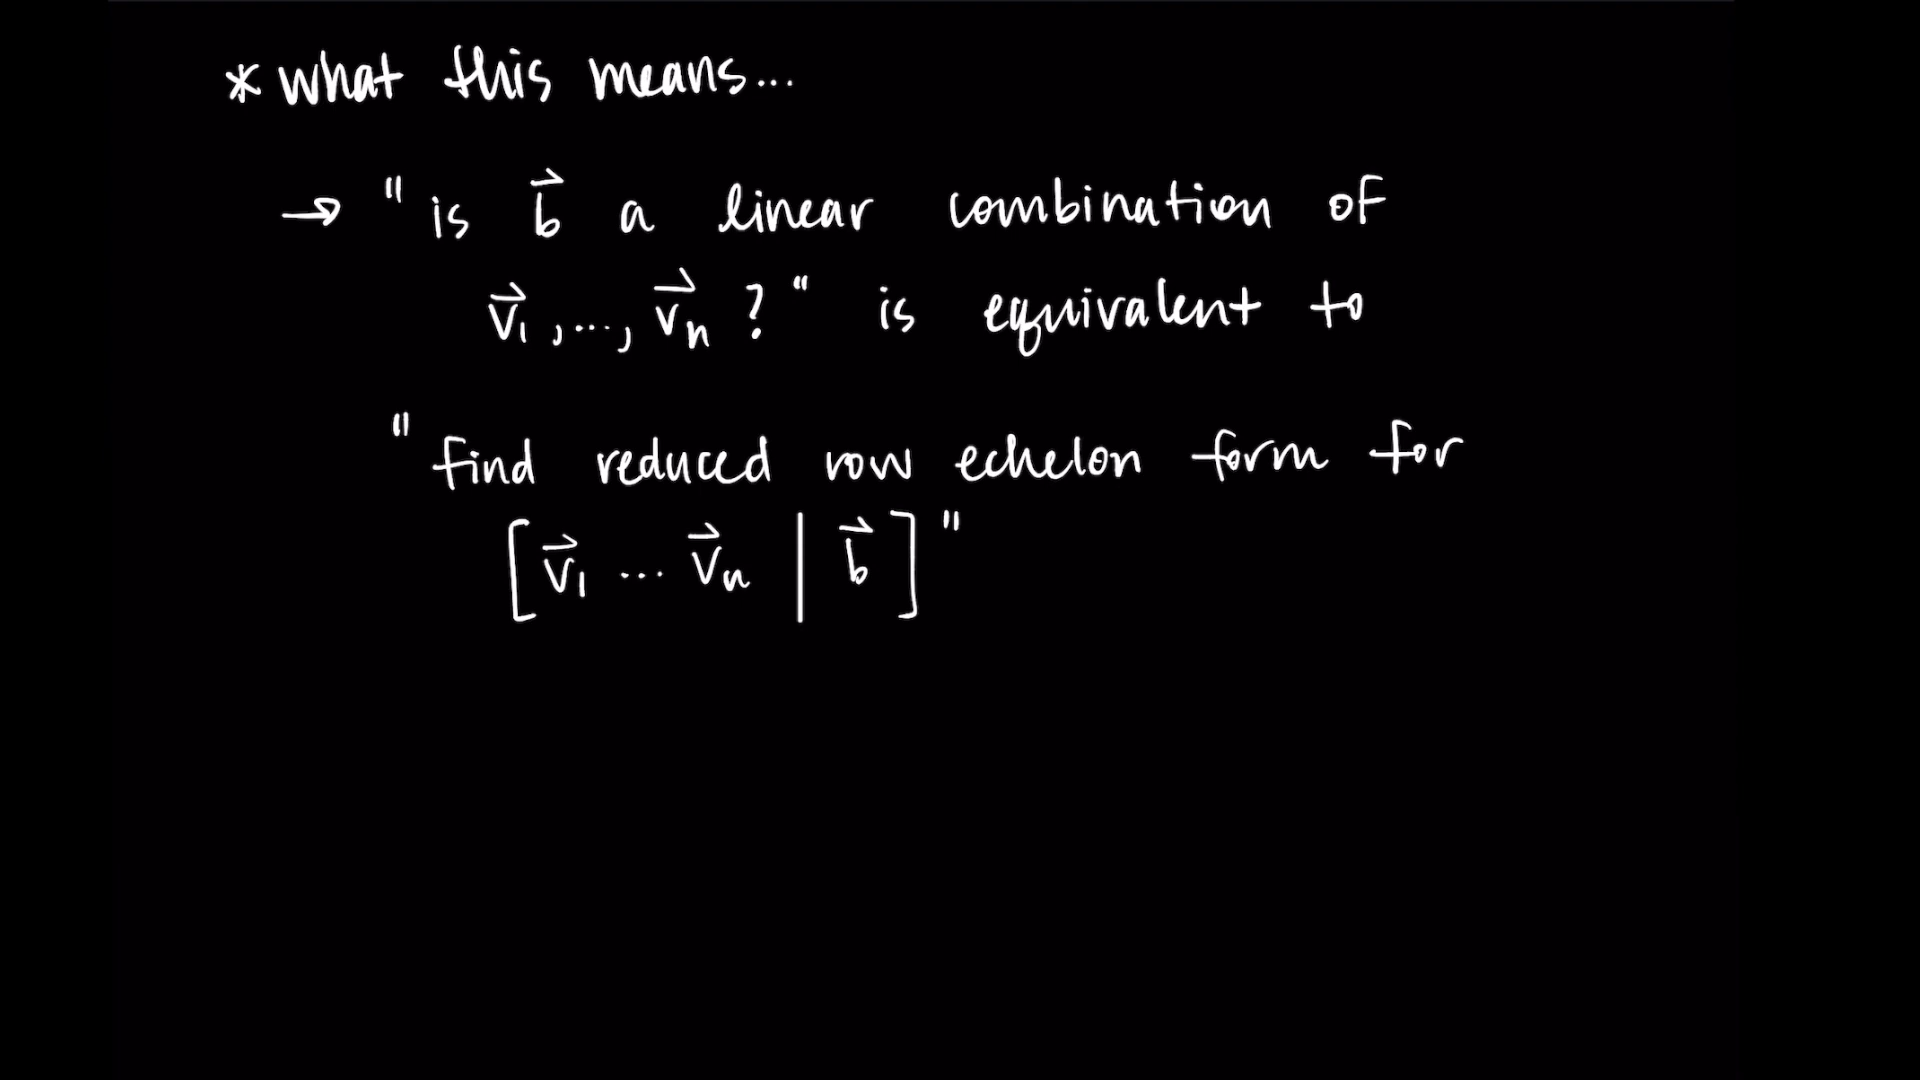 * what this means...
→ " is b⃗ a linear combination of
v⃗₁ ,..., v⃗ₙ ? " is equivalent to
" find reduced row echelon form for
[ v⃗₁ ... v⃗ₙ | b⃗ ] "